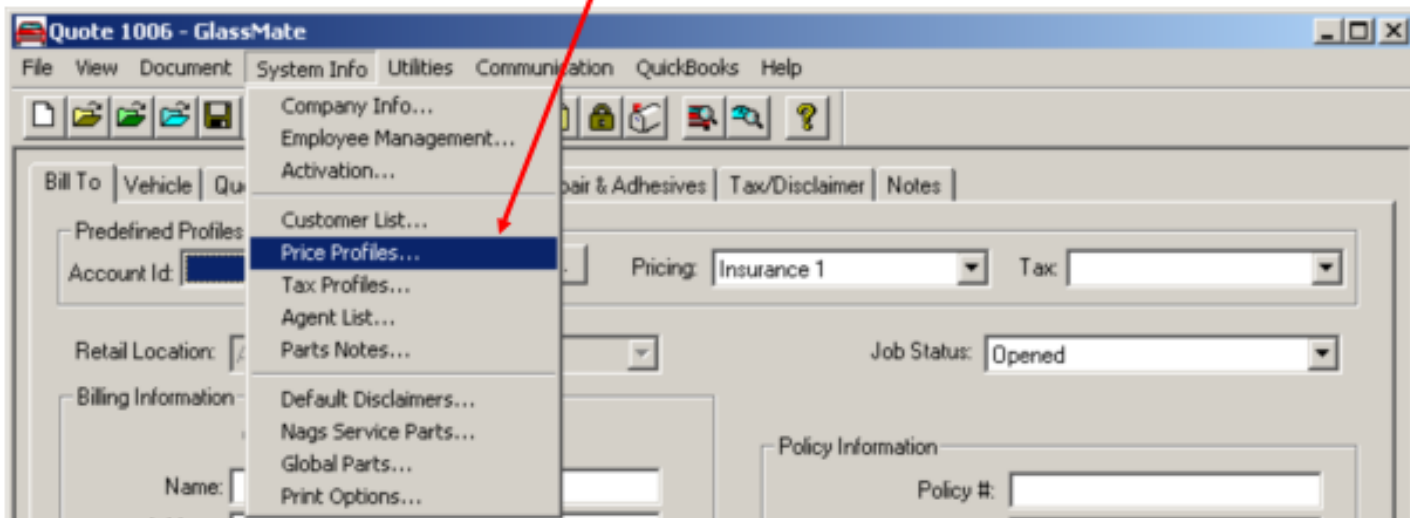 Quote 1006 - GlassMate
File View Document System Info Utilities Communication QuickBooks Help
Company Info...
Employee Management...
Activation...
Customer List...
Price Profiles...
Tax Profiles...
Agent List...
Parts Notes...
Default Disclaimers...
Nags Service Parts...
Global Parts...
Print Options...
Bill To Vehicle Qu pair & Adhesives Tax/Disclaimer Notes
Predefined Profiles
Account Id: Pricing: Insurance 1 Tax:
Retail Location: Job Status: Opened
Billing Information
Policy Information
Name: Policy #: